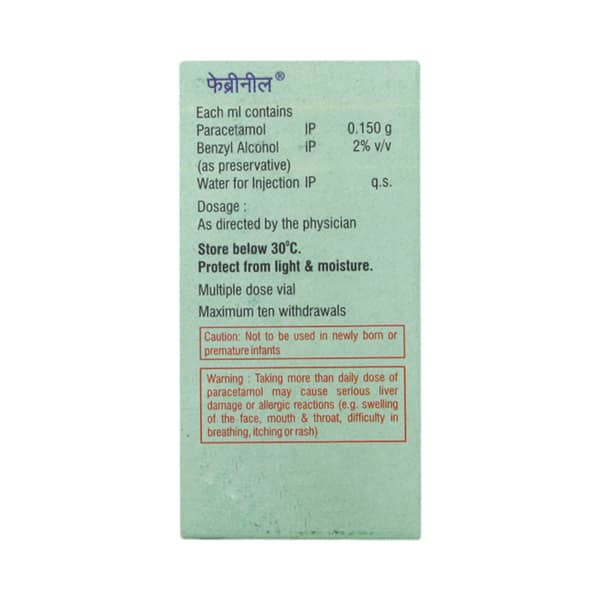 फेब्रीनील®
Each ml contains
Paracetamol IP 0.150 g
Benzyl Alcohol IP 2% v/v
(as preservative)
Water for Injection IP q.s.
Dosage :
As directed by the physician
Store below 30°C.
Protect from light & moisture.
Multiple dose vial
Maximum ten withdrawals
Caution: Not to be used in newly born or
premature infants
Warning : Taking more than daily dose of
paracetamol may cause serious liver
damage or allergic reactions (e.g. swelling
of the face, mouth & throat, difficulty in
breathing, itching or rash)